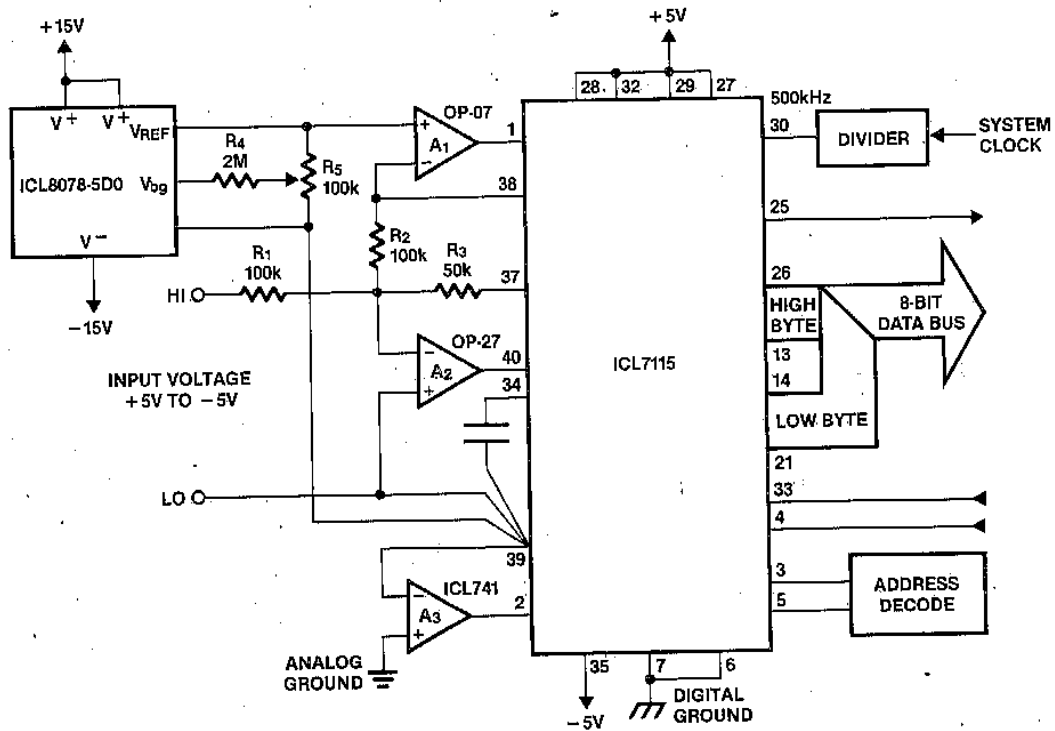 +15V
+5V
V+
V+
VREF
ICL8078-5D0
Vbg
V−
−15V
R4
2M
R5
100k
OP-07
+
A1
−
1
38
R2
100k
R3
50k
37
R1
100k
HI
OP-27
−
A2
+
40
34
INPUT VOLTAGE
+5V TO −5V
LO
39
ICL741
−
A3
+
2
ANALOG
GROUND
28
32
29
27
ICL7115
35
−5V
7
6
DIGITAL
GROUND
500kHz
30
DIVIDER
SYSTEM
CLOCK
25
26
HIGH
BYTE
8-BIT
DATA BUS
13
14
LOW BYTE
21
33
4
3
5
ADDRESS
DECODE